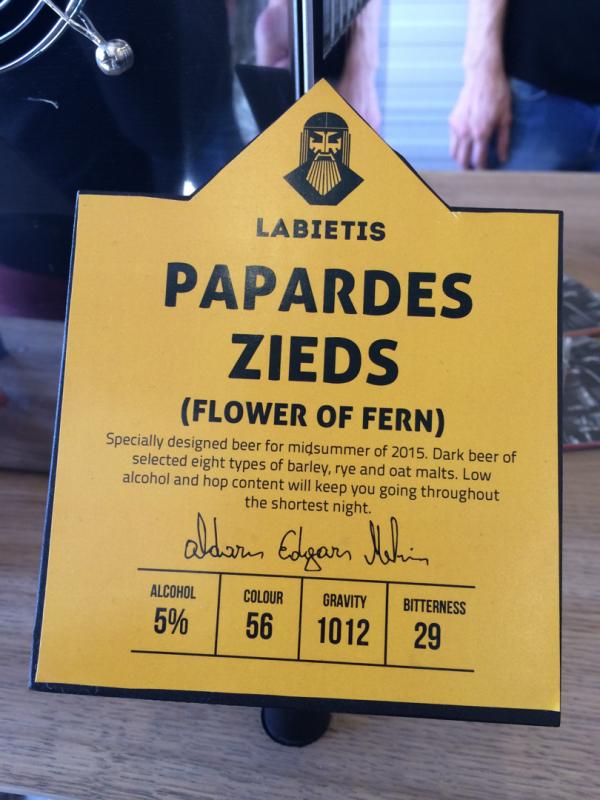 LABIETIS
PAPARDES
ZIEDS
(FLOWER OF FERN)
Specially designed beer for midsummer of 2015. Dark beer of
selected eight types of barley, rye and oat malts. Low
alcohol and hop content will keep you going throughout
the shortest night.
Edgars
ALCOHOL COLOUR GRAVITY BITTERNESS
5% 56 1012 29